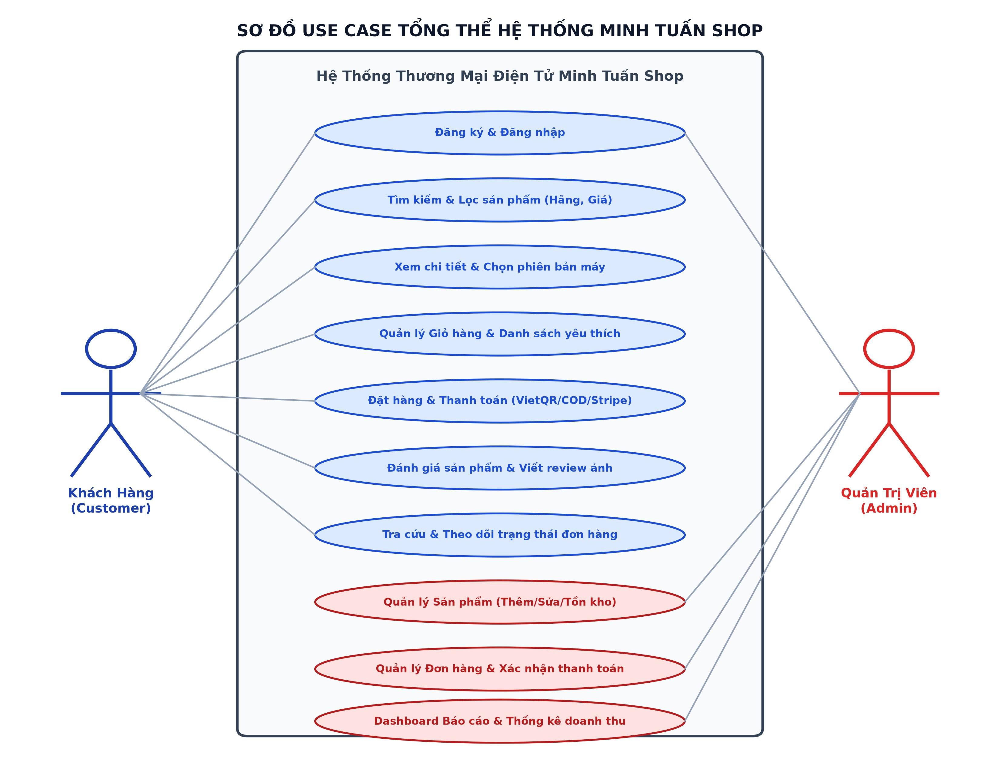 SƠ ĐỒ USE CASE TỔNG THỂ HỆ THỐNG MINH TUẤN SHOP
Hệ Thống Thương Mại Điện Tử Minh Tuấn Shop
Đăng ký & Đăng nhập
Tìm kiếm & Lọc sản phẩm (Hãng, Giá)
Xem chi tiết & Chọn phiên bản máy
Quản lý Giỏ hàng & Danh sách yêu thích
Đặt hàng & Thanh toán (VietQR/COD/Stripe)
Đánh giá sản phẩm & Viết review ảnh
Khách Hàng
(Customer)
Quản Trị Viên
(Admin)
Tra cứu & Theo dõi trạng thái đơn hàng
Quản lý Sản phẩm (Thêm/Sửa/Tồn kho)
Quản lý Đơn hàng & Xác nhận thanh toán
Dashboard Báo cáo & Thống kê doanh thu